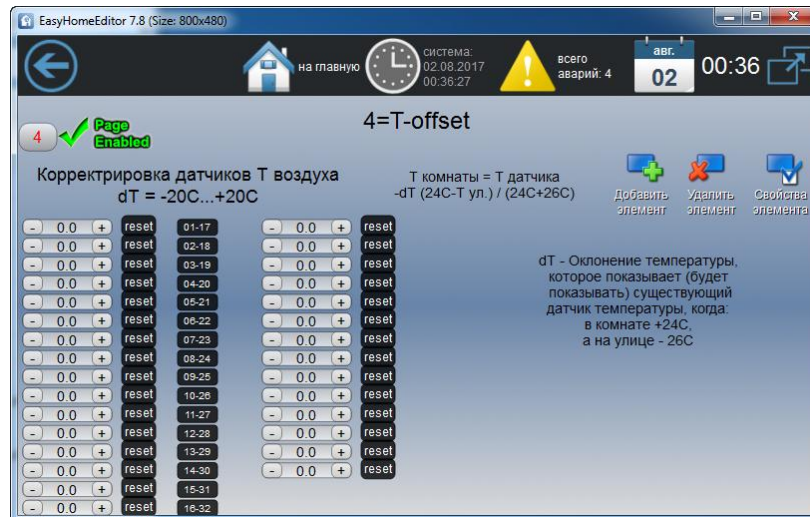 EasyHomeEditor 7.8 (Size: 800x480)
на главную
система:
02.08.2017
00:36:27
всего
аварий: 4
авг.
02
00:36
4=T-offset
4
Page
Enabled
Корректрировка датчиков Т воздуха
dT = -20C...+20C
Т комнаты = Т датчика
-dT (24C-Т ул.) / (24C+26C)
Добавить
элемент
Удалить
элемент
Свойства
элемента
dT - Оклонение температуры,
которое показывает (будет
показывать) существующий
датчик температуры, когда:
в комнате +24C,
а на улице - 26C
- 0.0 + reset 01-17 - 0.0 + reset
- 0.0 + reset 02-18 - 0.0 + reset
- 0.0 + reset 03-19 - 0.0 + reset
- 0.0 + reset 04-20 - 0.0 + reset
- 0.0 + reset 05-21 - 0.0 + reset
- 0.0 + reset 06-22 - 0.0 + reset
- 0.0 + reset 07-23 - 0.0 + reset
- 0.0 + reset 08-24 - 0.0 + reset
- 0.0 + reset 09-25 - 0.0 + reset
- 0.0 + reset 10-26 - 0.0 + reset
- 0.0 + reset 11-27 - 0.0 + reset
- 0.0 + reset 12-28 - 0.0 + reset
- 0.0 + reset 13-29 - 0.0 + reset
- 0.0 + reset 14-30 - 0.0 + reset
- 0.0 + reset 15-31
- 0.0 + reset 16-32